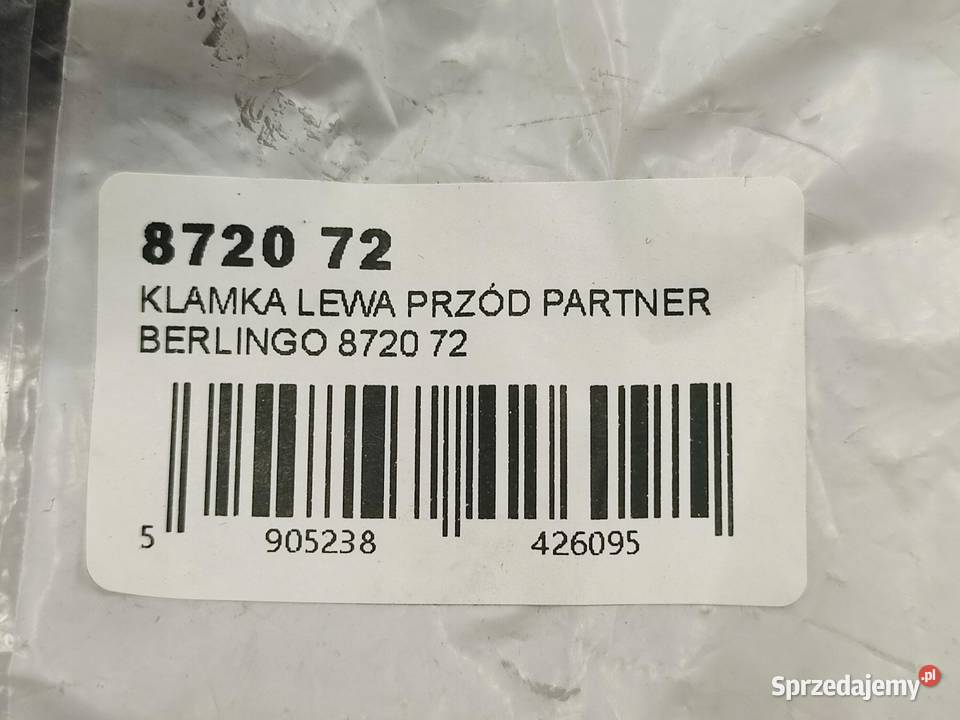 8720 72
KLAMKA LEWA PRZÓD PARTNER
BERLINGO 8720 72
5 905238 426095
Sprzedajemy.pl